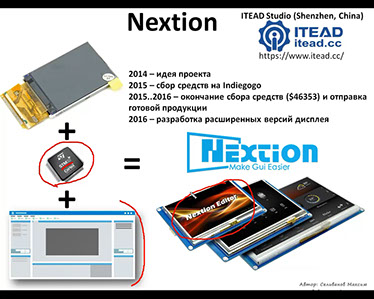 Nextion
ITEAD Studio (Shenzhen, China)
ITEAD
itead.cc
https://www.itead.cc/
2014 – идея проекта
2015 – сбор средств на Indiegogo
2015..2016 – окончание сбора средств ($46353) и отправка
готовой продукции
2016 – разработка расширенных версий дисплея
+
STM32
=
Nextion
Make Gui Easier
+
Nextion Editor
Автор: Селиванов Максим